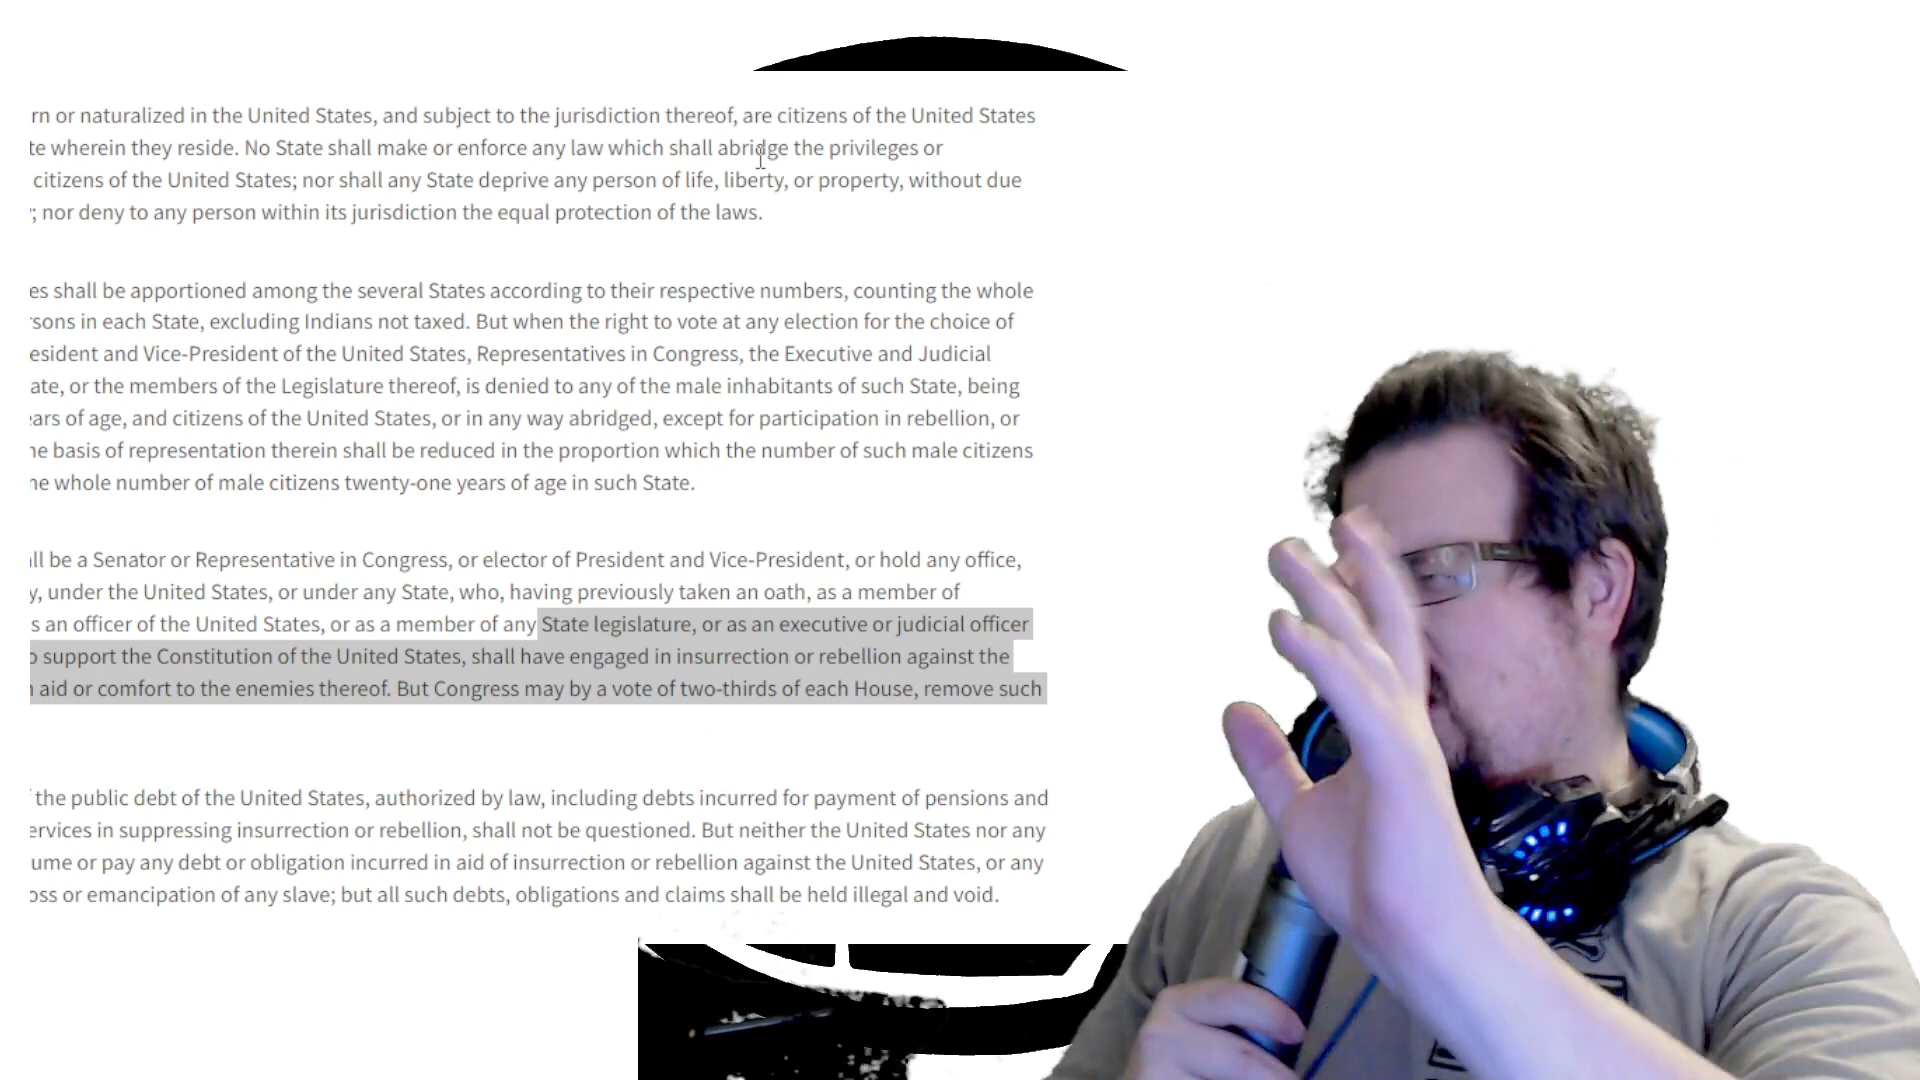 rn or naturalized in the United States, and subject to the jurisdiction thereof, are citizens of the United States
te wherein they reside. No State shall make or enforce any law which shall abridge the privileges or
citizens of the United States; nor shall any State deprive any person of life, liberty, or property, without due
; nor deny to any person within its jurisdiction the equal protection of the laws.
es shall be apportioned among the several States according to their respective numbers, counting the whole
rsons in each State, excluding Indians not taxed. But when the right to vote at any election for the choice of
esident and Vice-President of the United States, Representatives in Congress, the Executive and Judicial
ate, or the members of the Legislature thereof, is denied to any of the male inhabitants of such State, being
ars of age, and citizens of the United States, or in any way abridged, except for participation in rebellion, or
he basis of representation therein shall be reduced in the proportion which the number of such male citizens
he whole number of male citizens twenty-one years of age in such State.
ll be a Senator or Representative in Congress, or elector of President and Vice-President, or hold any office,
y, under the United States, or under any State, who, having previously taken an oath, as a member of
s an officer of the United States, or as a member of any State legislature, or as an executive or judicial officer
o support the Constitution of the United States, shall have engaged in insurrection or rebellion against the
aid or comfort to the enemies thereof. But Congress may by a vote of two-thirds of each House, remove such
the public debt of the United States, authorized by law, including debts incurred for payment of pensions and
ervices in suppressing insurrection or rebellion, shall not be questioned. But neither the United States nor any
ume or pay any debt or obligation incurred in aid of insurrection or rebellion against the United States, or any
oss or emancipation of any slave; but all such debts, obligations and claims shall be held illegal and void.